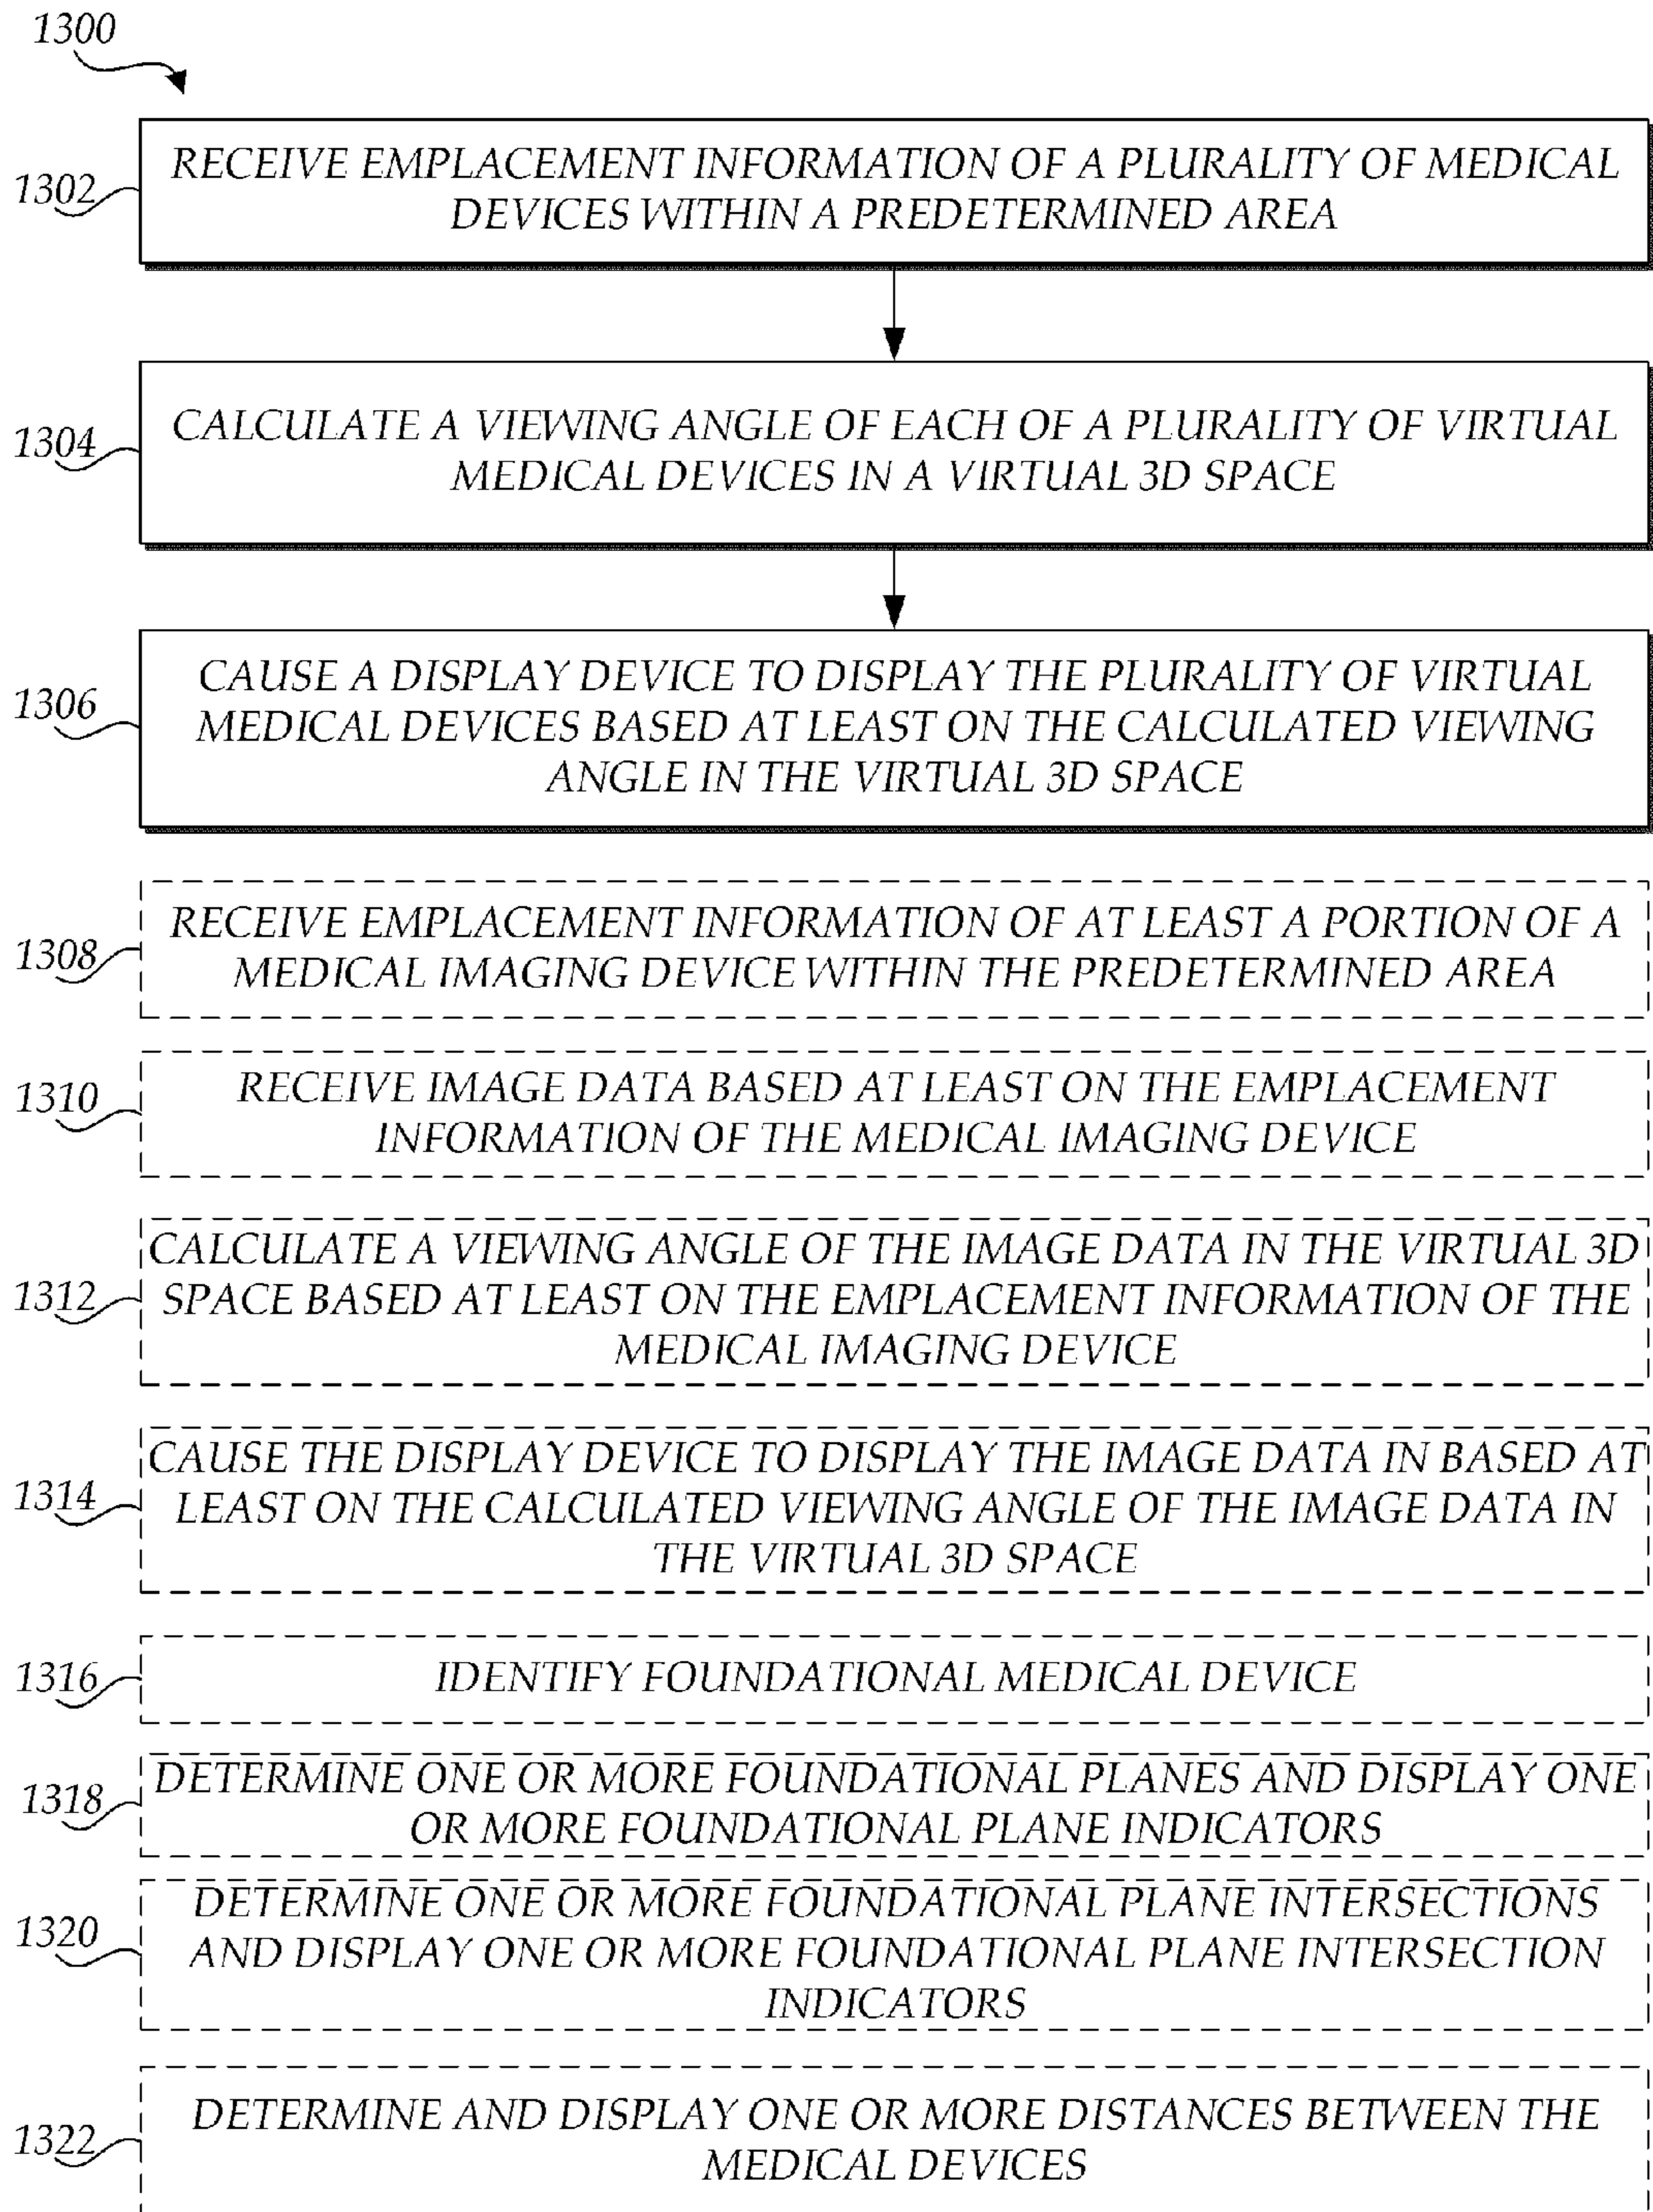 1300
1302
RECEIVE EMPLACEMENT INFORMATION OF A PLURALITY OF MEDICAL
DEVICES WITHIN A PREDETERMINED AREA
1304
CALCULATE A VIEWING ANGLE OF EACH OF A PLURALITY OF VIRTUAL
MEDICAL DEVICES IN A VIRTUAL 3D SPACE
1306
CAUSE A DISPLAY DEVICE TO DISPLAY THE PLURALITY OF VIRTUAL
MEDICAL DEVICES BASED AT LEAST ON THE CALCULATED VIEWING
ANGLE IN THE VIRTUAL 3D SPACE
1308
RECEIVE EMPLACEMENT INFORMATION OF AT LEAST A PORTION OF A
MEDICAL IMAGING DEVICE WITHIN THE PREDETERMINED AREA
1310
RECEIVE IMAGE DATA BASED AT LEAST ON THE EMPLACEMENT
INFORMATION OF THE MEDICAL IMAGING DEVICE
1312
CALCULATE A VIEWING ANGLE OF THE IMAGE DATA IN THE VIRTUAL 3D
SPACE BASED AT LEAST ON THE EMPLACEMENT INFORMATION OF THE
MEDICAL IMAGING DEVICE
1314
CAUSE THE DISPLAY DEVICE TO DISPLAY THE IMAGE DATA IN BASED AT
LEAST ON THE CALCULATED VIEWING ANGLE OF THE IMAGE DATA IN
THE VIRTUAL 3D SPACE
1316
IDENTIFY FOUNDATIONAL MEDICAL DEVICE
1318
DETERMINE ONE OR MORE FOUNDATIONAL PLANES AND DISPLAY ONE
OR MORE FOUNDATIONAL PLANE INDICATORS
1320
DETERMINE ONE OR MORE FOUNDATIONAL PLANE INTERSECTIONS
AND DISPLAY ONE OR MORE FOUNDATIONAL PLANE INTERSECTION
INDICATORS
1322
DETERMINE AND DISPLAY ONE OR MORE DISTANCES BETWEEN THE
MEDICAL DEVICES